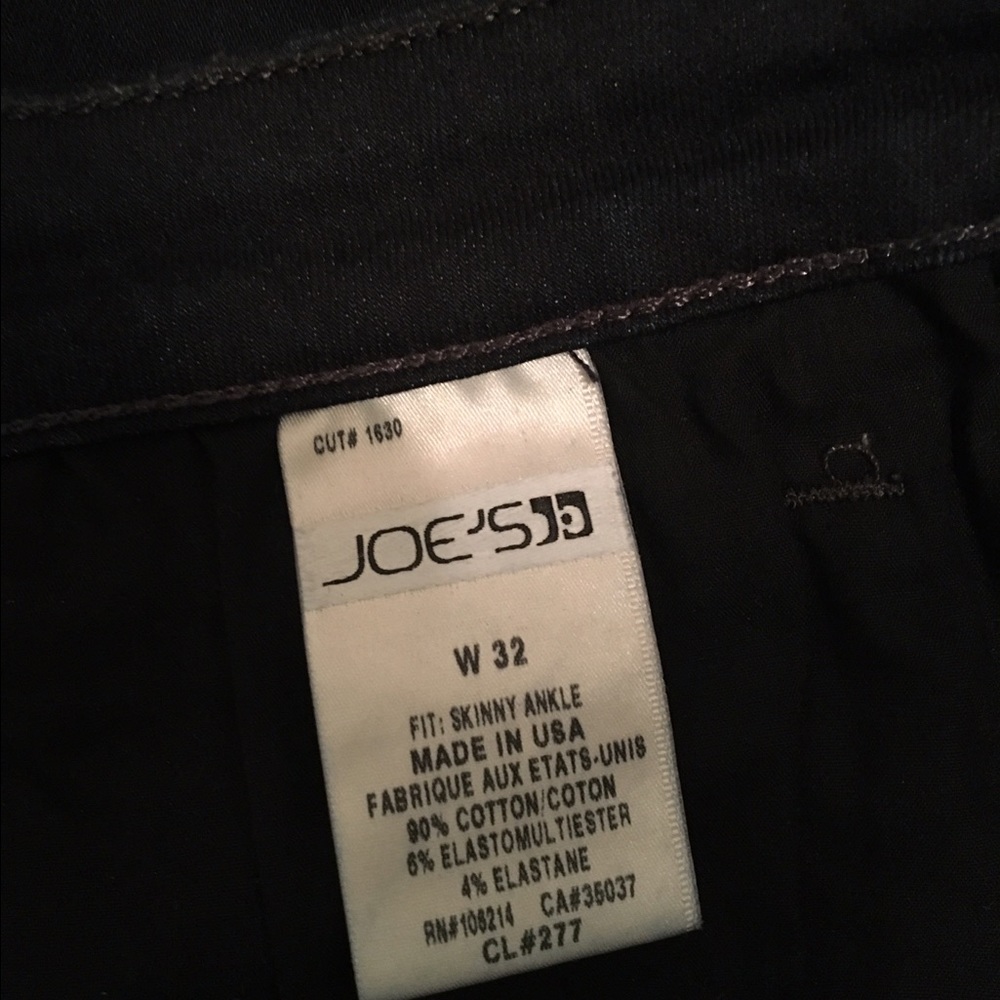 CUT# 1630
JOE'S
W 32
FIT: SKINNY ANKLE
MADE IN USA
FABRIQUE AUX ETATS-UNIS
90% COTTON/COTON
6% ELASTOMULTIESTER
4% ELASTANE
RN#106214 CA#35037
CL#277